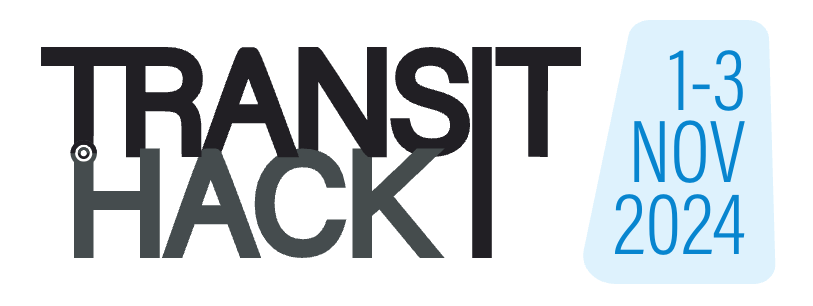 TRANSIT
HACK
1-3
NOV
2024